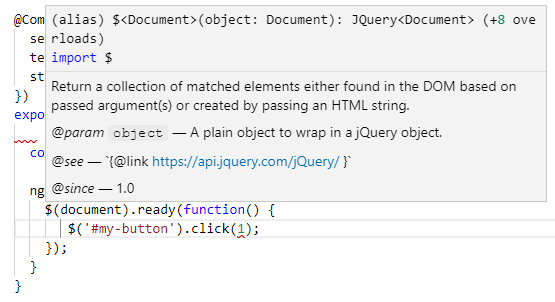 @Com
(alias) $<Document>(object: Document): JQuery<Document> (+8 ove
rloads)
import $
se
te
st
})
expo
co
ng
Return a collection of matched elements either found in the DOM based on
passed argument(s) or created by passing an HTML string.
@param object — A plain object to wrap in a jQuery object.
@see — `{@link https://api.jquery.com/jQuery/ }`
@since — 1.0
$(document).ready(function() {
$('#my-button').click(1);
});
}
}